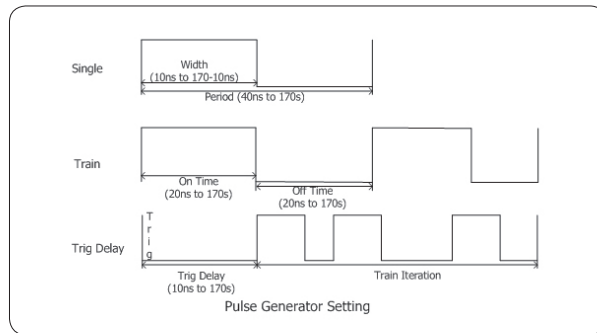 Single
Width
(10ns to 170-10ns)
Period (40ns to 170s)
Train
On Time
(20ns to 170s)
Off Time
(20ns to 170s)
Trig Delay
Trig
Trig Delay
(10ns to 170s)
Train Iteration
Pulse Generator Setting